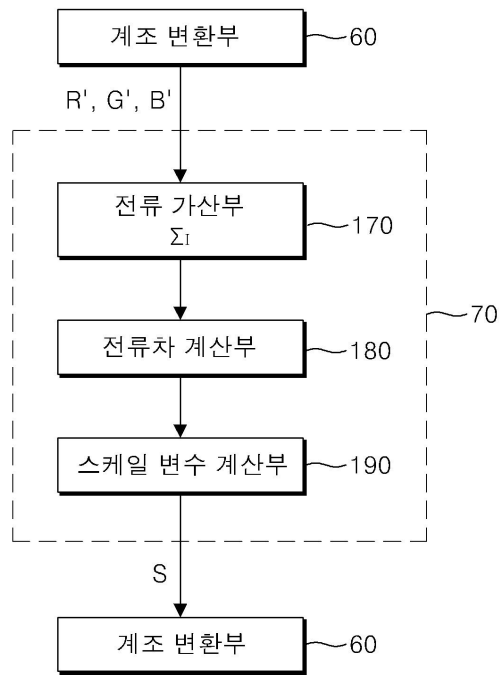 계조 변환부
60
R', G', B'
전류 가산부
ΣI
170
70
전류차 계산부
180
스케일 변수 계산부
190
S
계조 변환부
60